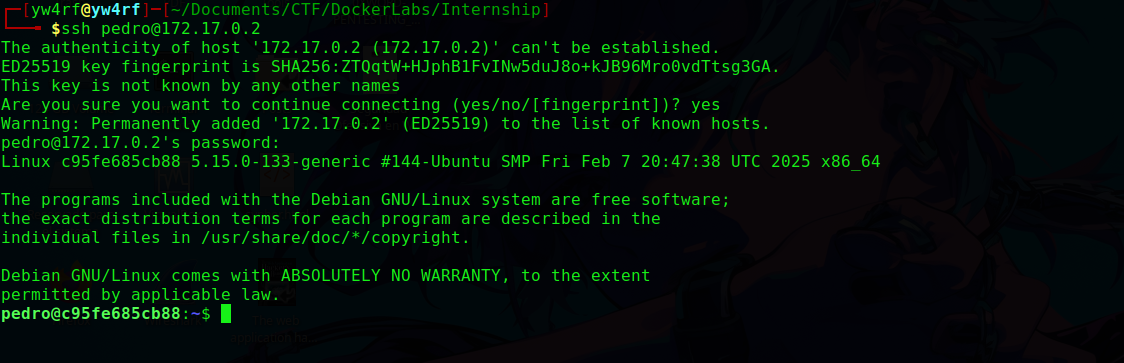 ┌─[yw4rf@yw4rf]─[~/Documents/CTF/DockerLabs/Internship]
└──╼ $ssh pedro@172.17.0.2
The authenticity of host '172.17.0.2 (172.17.0.2)' can't be established.
ED25519 key fingerprint is SHA256:ZTQqtW+HJphB1FvINw5duJ8o+kJB96Mro0vdTtsg3GA.
This key is not known by any other names
Are you sure you want to continue connecting (yes/no/[fingerprint])? yes
Warning: Permanently added '172.17.0.2' (ED25519) to the list of known hosts.
pedro@172.17.0.2's password:
Linux c95fe685cb88 5.15.0-133-generic #144-Ubuntu SMP Fri Feb 7 20:47:38 UTC 2025 x86_64

The programs included with the Debian GNU/Linux system are free software;
the exact distribution terms for each program are described in the
individual files in /usr/share/doc/*/copyright.

Debian GNU/Linux comes with ABSOLUTELY NO WARRANTY, to the extent
permitted by applicable law.
pedro@c95fe685cb88:~$